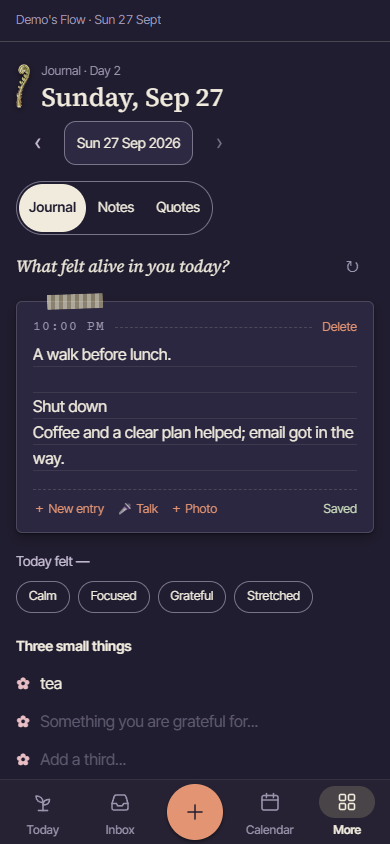 Demo's Flow · Sun 27 Sept
Journal · Day 2
Sunday, Sep 27
Sun 27 Sep 2026
Journal Notes Quotes
What felt alive in you today?
10:00 PM Delete
A walk before lunch.
Shut down
Coffee and a clear plan helped; email got in the
way.
+ New entry Talk + Photo Saved
Today felt —
Calm Focused Grateful Stretched
Three small things
tea
Something you are grateful for...
Add a third...
Today Inbox Calendar More